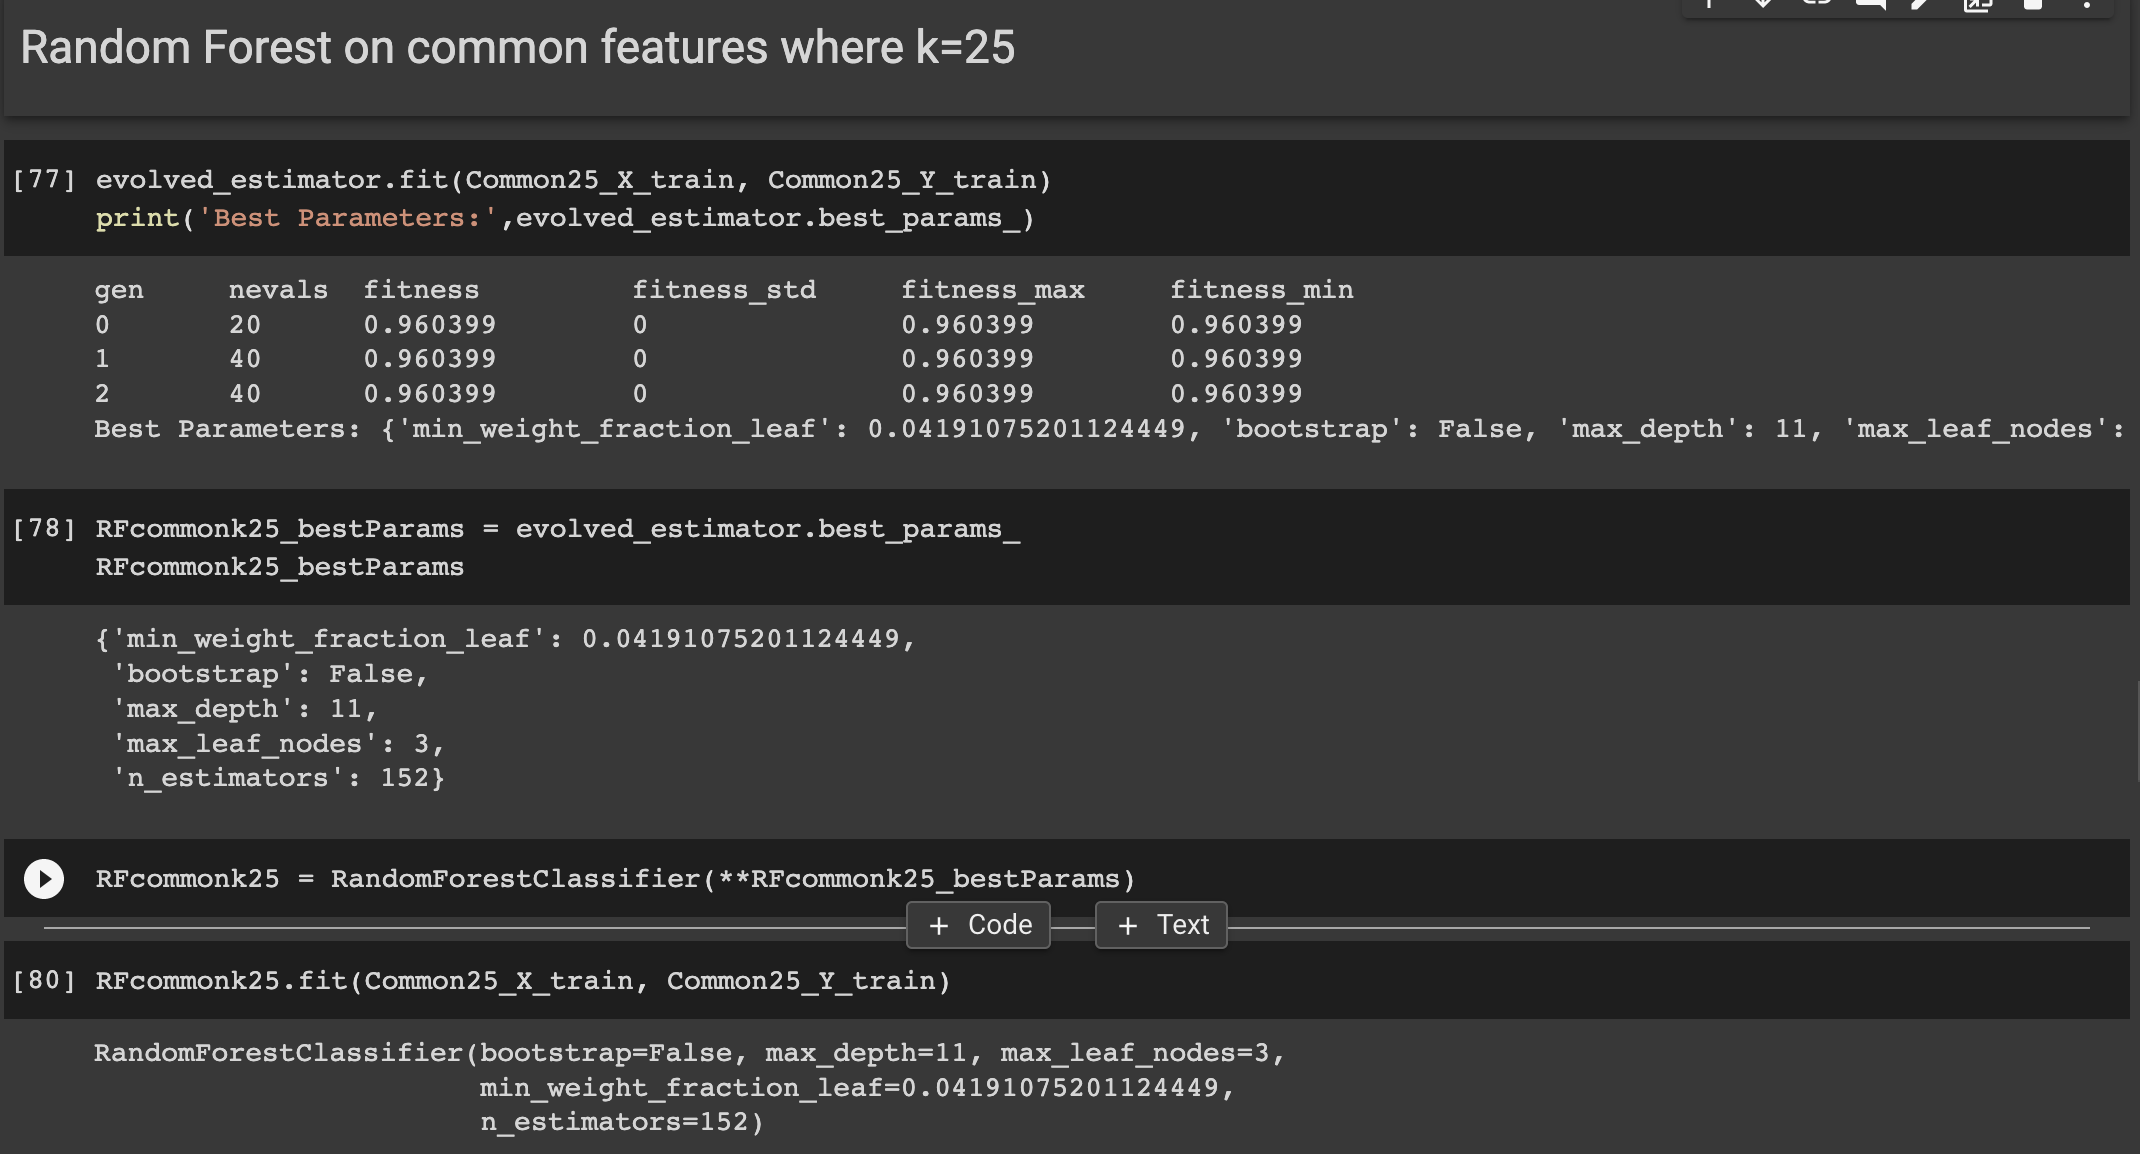 Random Forest on common features where k=25
[77] evolved_estimator.fit(Common25_X_train, Common25_Y_train)
print('Best Parameters:',evolved_estimator.best_params_)
gen nevals fitness fitness_std fitness_max fitness_min
0 20 0.960399 0 0.960399 0.960399
1 40 0.960399 0 0.960399 0.960399
2 40 0.960399 0 0.960399 0.960399
Best Parameters: {'min_weight_fraction_leaf': 0.04191075201124449, 'bootstrap': False, 'max_depth': 11, 'max_leaf_nodes':
[78] RFcommonk25_bestParams = evolved_estimator.best_params_
RFcommonk25_bestParams
{'min_weight_fraction_leaf': 0.04191075201124449,
'bootstrap': False,
'max_depth': 11,
'max_leaf_nodes': 3,
'n_estimators': 152}
RFcommonk25 = RandomForestClassifier(**RFcommonk25_bestParams)
+ Code + Text
[80] RFcommonk25.fit(Common25_X_train, Common25_Y_train)
RandomForestClassifier(bootstrap=False, max_depth=11, max_leaf_nodes=3,
min_weight_fraction_leaf=0.04191075201124449,
n_estimators=152)